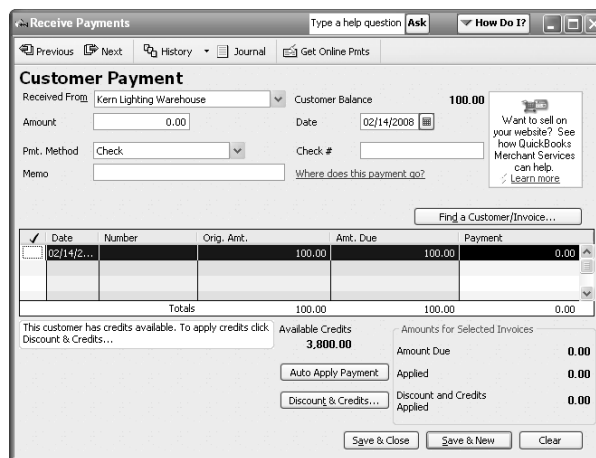 Receive Payments
Type a help question Ask How Do I?
Previous Next History Journal Get Online Pmts
Customer Payment
Received From Kern Lighting Warehouse
Customer Balance 100.00
Amount 0.00
Date 02/14/2008
Pmt. Method Check
Check #
Memo
Where does this payment go?
Want to sell on
your website? See
how QuickBooks
Merchant Services
can help.
Learn more
Find a Customer/Invoice...
Date Number Orig. Amt. Amt. Due Payment
02/14/2... 100.00 100.00 0.00
Totals 100.00 100.00 0.00
This customer has credits available. To apply credits click
Discount & Credits...
Available Credits
3,800.00
Auto Apply Payment
Discount & Credits...
Amounts for Selected Invoices
Amount Due 0.00
Applied 0.00
Discount and Credits
Applied 0.00
Save & Close Save & New Clear